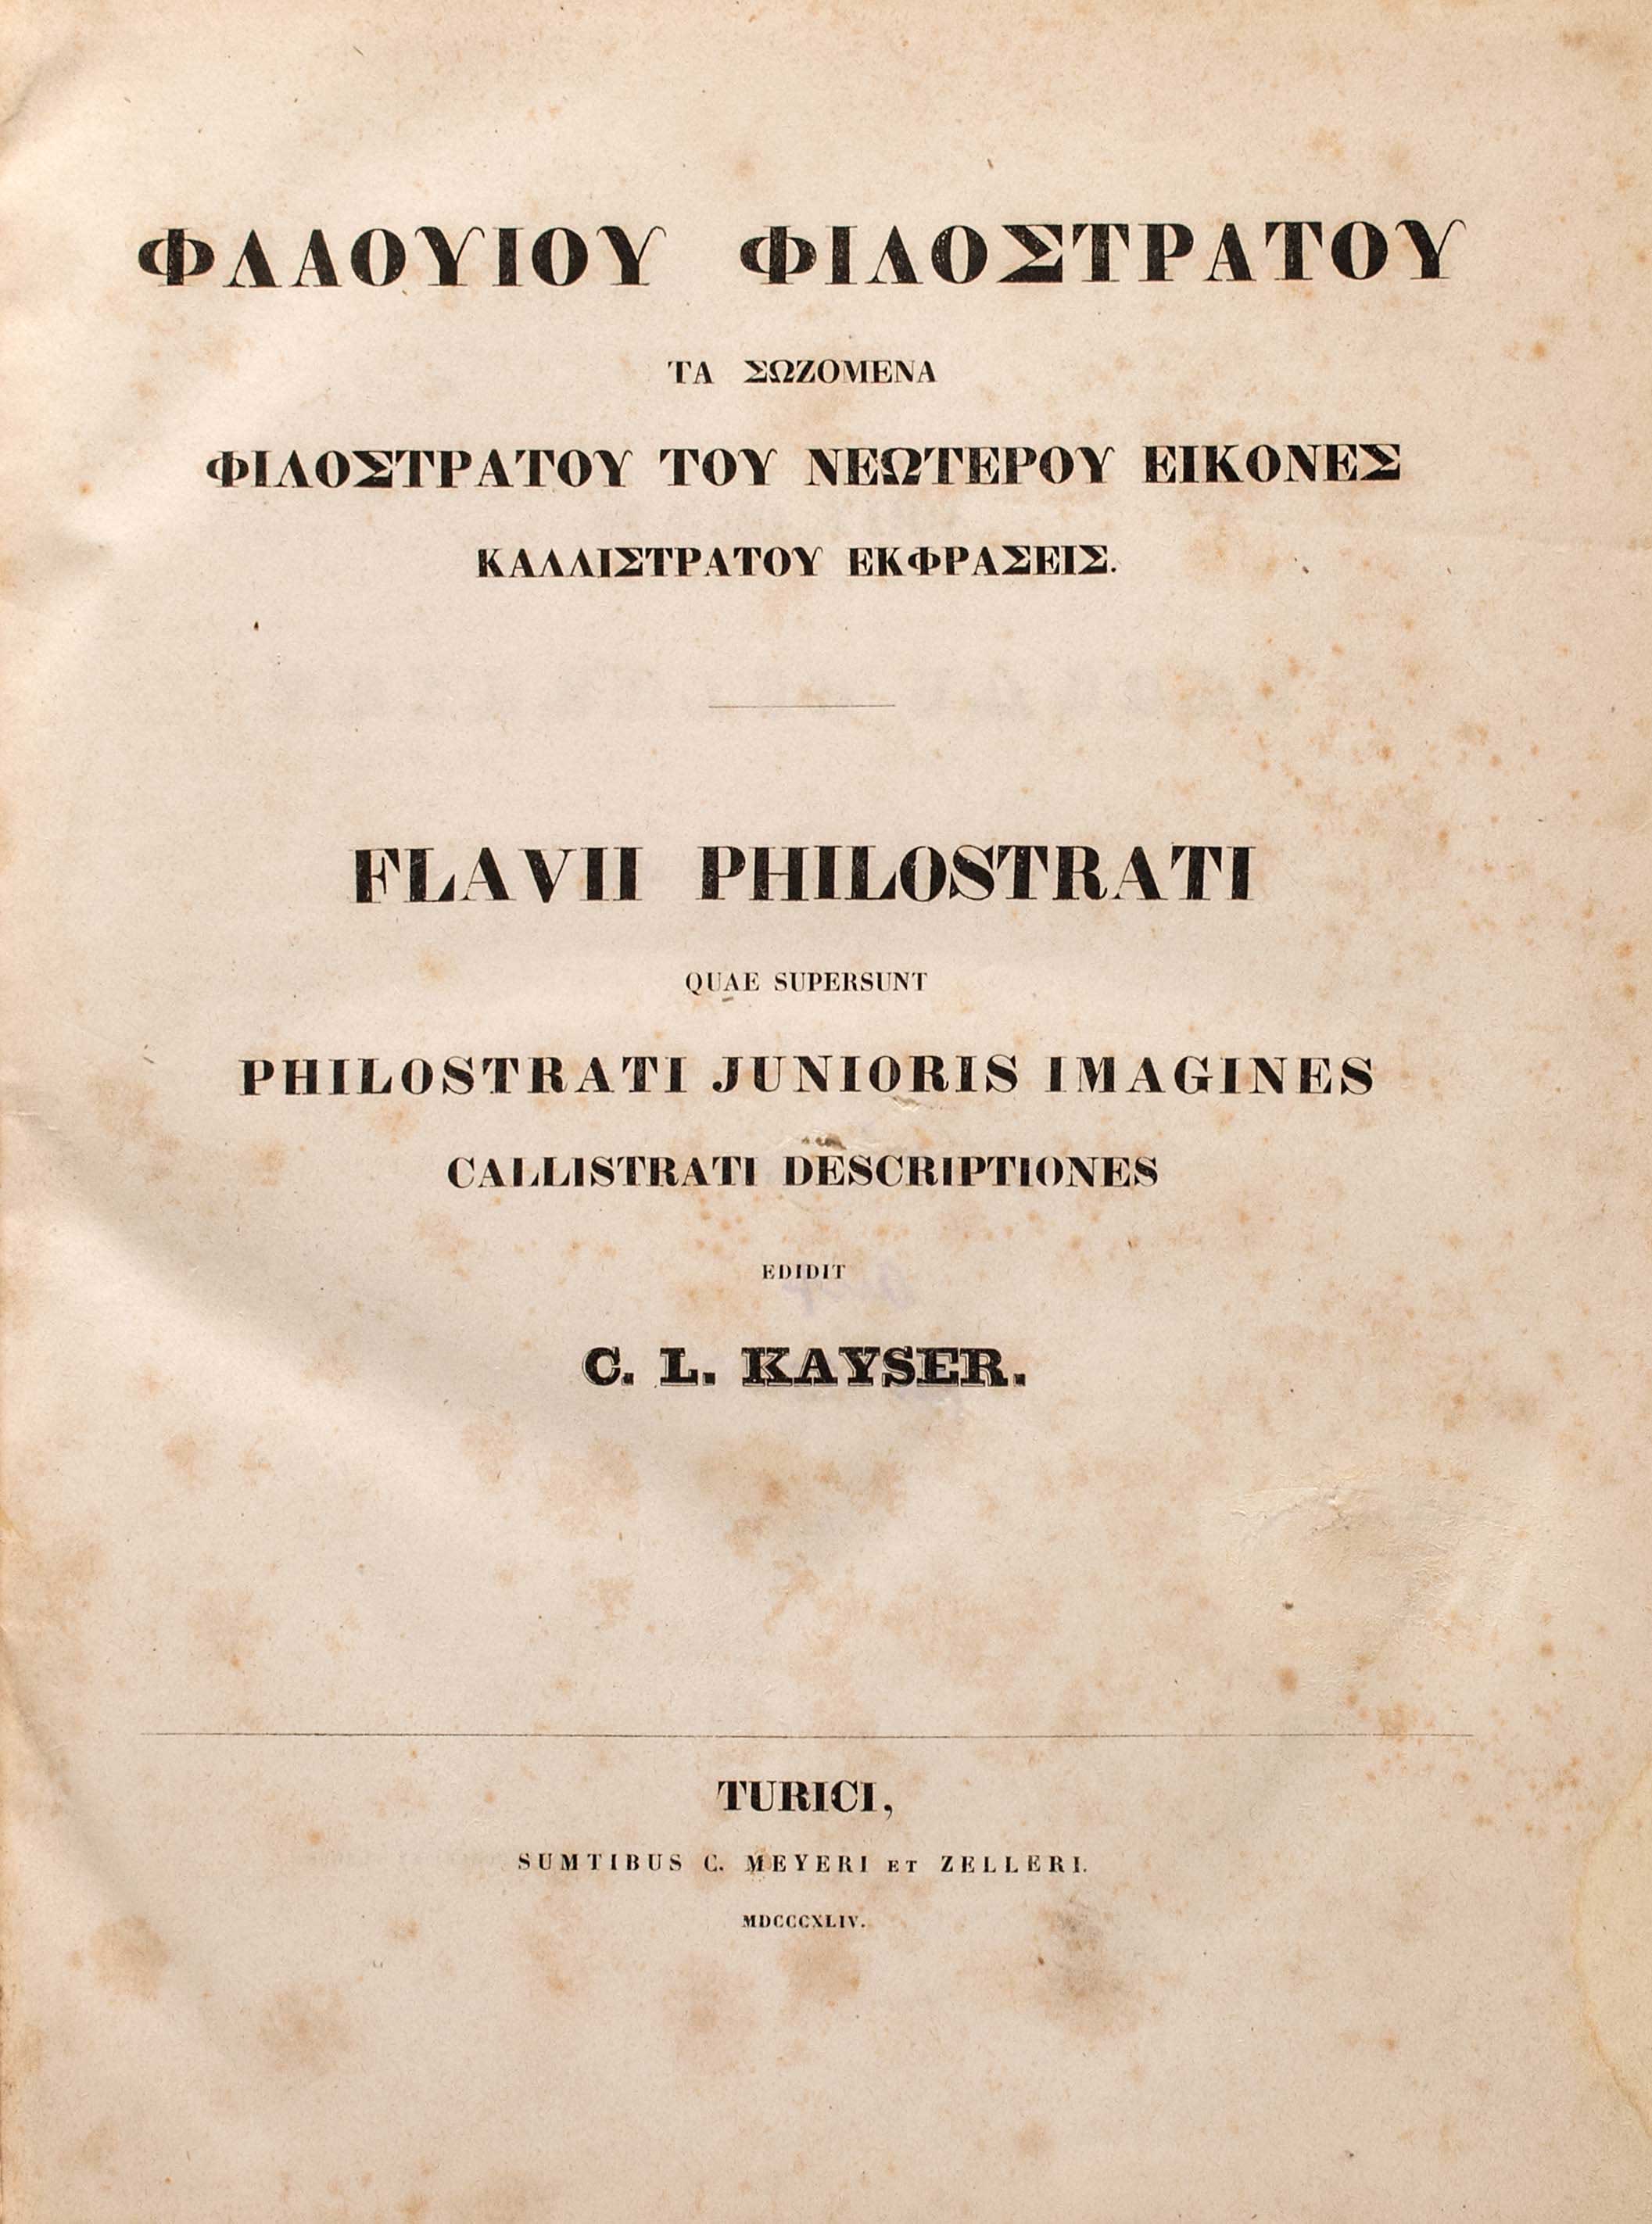 ΦΛΑΟΥΙΟΥ ΦΙΛΟΣΤΡΑΤΟΥ
ΤΑ ΣΩΖΟΜΕΝΑ
ΦΙΛΟΣΤΡΑΤΟΥ ΤΟΥ ΝΕΩΤΕΡΟΥ ΕΙΚΟΝΕΣ
ΚΑΛΛΙΣΤΡΑΤΟΥ ΕΚΦΡΑΣΕΙΣ.
FLAVII PHILOSTRATI
QUAE SUPERSUNT
PHILOSTRATI JUNIORIS IMAGINES
CALLISTRATI DESCRIPTIONES
EDIDIT
C. L. KAYSER.
TURICI,
SUMTIBUS C. MEYERI ET ZELLERI.
MDCCCXLIV.